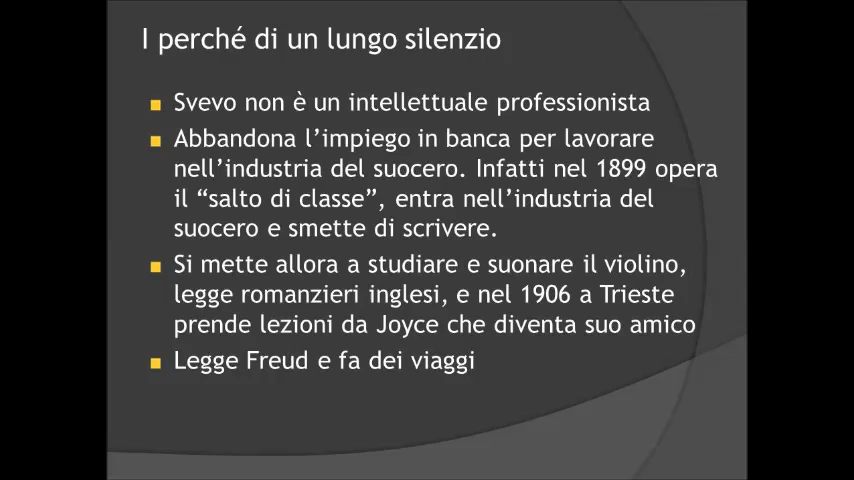 I perché di un lungo silenzio
Svevo non è un intellettuale professionista
Abbandona l’impiego in banca per lavorare
nell’industria del suocero. Infatti nel 1899 opera
il “salto di classe”, entra nell’industria del
suocero e smette di scrivere.
Si mette allora a studiare e suonare il violino,
legge romanzieri inglesi, e nel 1906 a Trieste
prende lezioni da Joyce che diventa suo amico
Legge Freud e fa dei viaggi